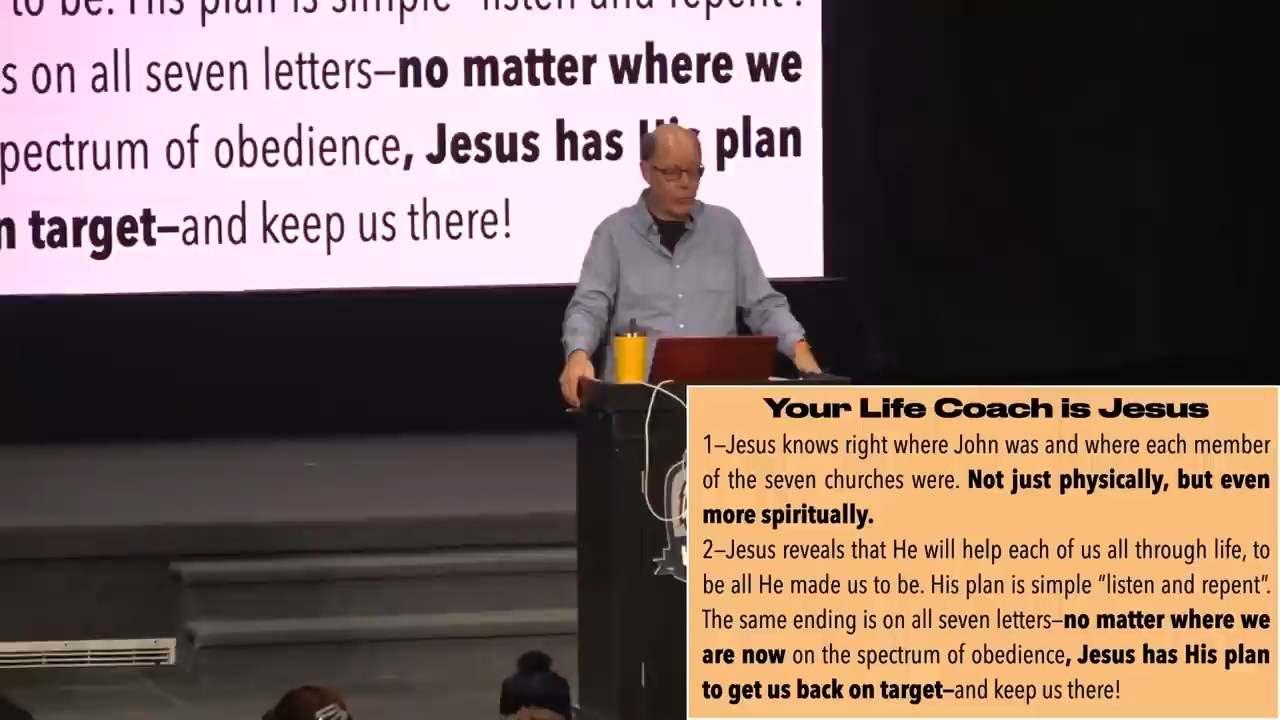 to be. His plan is simple "listen and repent".
s on all seven letters–no matter where we
pectrum of obedience, Jesus has His plan
n target–and keep us there!
Your Life Coach is Jesus
1–Jesus knows right where John was and where each member
of the seven churches were. Not just physically, but even
more spiritually.
2–Jesus reveals that He will help each of us all through life, to
be all He made us to be. His plan is simple "listen and repent".
The same ending is on all seven letters–no matter where we
are now on the spectrum of obedience, Jesus has His plan
to get us back on target–and keep us there!